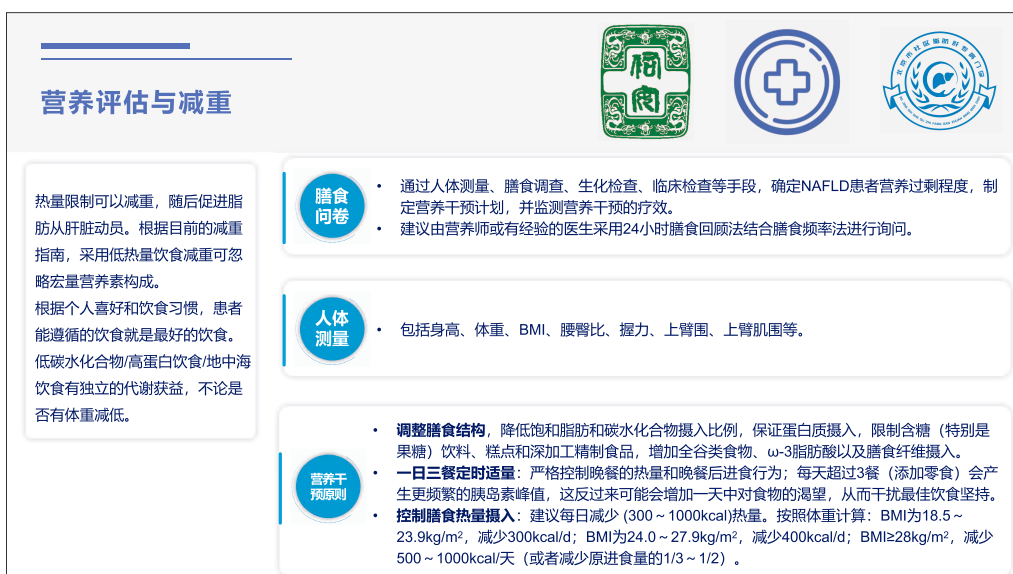 营养评估与减重
佑安
北京市社区脂肪肝专病门诊
热量限制可以减重，随后促进脂
肪从肝脏动员。根据目前的减重
指南，采用低热量饮食减重可忽
略宏量营养素构成。
根据个人喜好和饮食习惯，患者
能遵循的饮食就是最好的饮食。
低碳水化合物/高蛋白饮食/地中海
饮食有独立的代谢获益，不论是
否有体重减低。
膳食
问卷
• 通过人体测量、膳食调查、生化检查、临床检查等手段，确定NAFLD患者营养过剩程度，制
定营养干预计划，并监测营养干预的疗效。
• 建议由营养师或有经验的医生采用24小时膳食回顾法结合膳食频率法进行询问。
人体
测量
• 包括身高、体重、BMI、腰臀比、握力、上臂围、上臂肌围等。
营养干
预原则
• 调整膳食结构，降低饱和脂肪和碳水化合物摄入比例，保证蛋白质摄入，限制含糖（特别是
果糖）饮料、糕点和深加工精制食品，增加全谷类食物、ω-3脂肪酸以及膳食纤维摄入。
• 一日三餐定时适量：严格控制晚餐的热量和晚餐后进食行为；每天超过3餐（添加零食）会产
生更频繁的胰岛素峰值，这反过来可能会增加一天中对食物的渴望，从而干扰最佳饮食坚持。
• 控制膳食热量摄入：建议每日减少 (300～1000kcal)热量。按照体重计算：BMI为18.5～
23.9kg/m²，减少300kcal/d；BMI为24.0～27.9kg/m²，减少400kcal/d；BMI≥28kg/m²，减少
500～1000kcal/天（或者减少原进食量的1/3～1/2）。